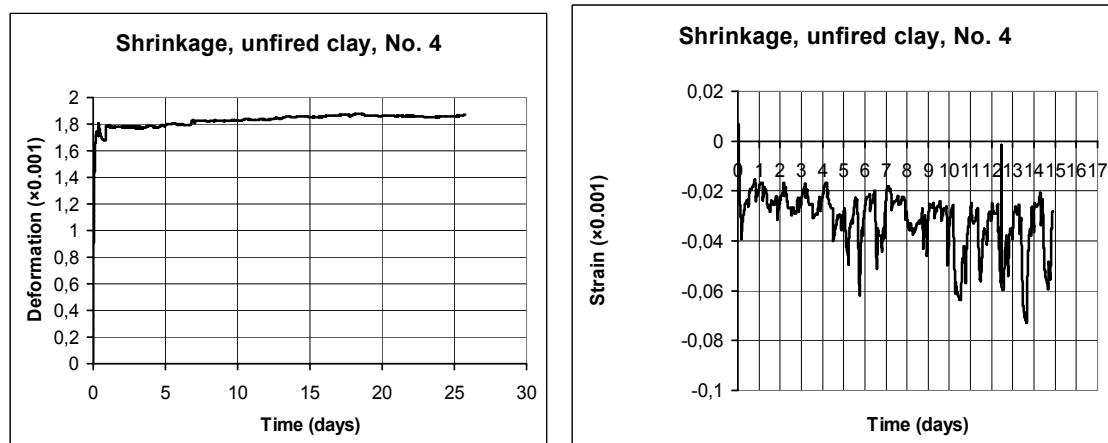 Shrinkage, unfired clay, No. 4
Deformation (×0.001)
2
1,8
1,6
1,4
1,2
1
0,8
0,6
0,4
0,2
0
0 5 10 15 20 25 30
Time (days)
Shrinkage, unfired clay, No. 4
Strain (×0.001)
0,02
0
-0,02
-0,04
-0,06
-0,08
-0,1
0 1 2 3 4 5 6 7 8 9 10 11 12 13 14 15 16 17
Time (days)